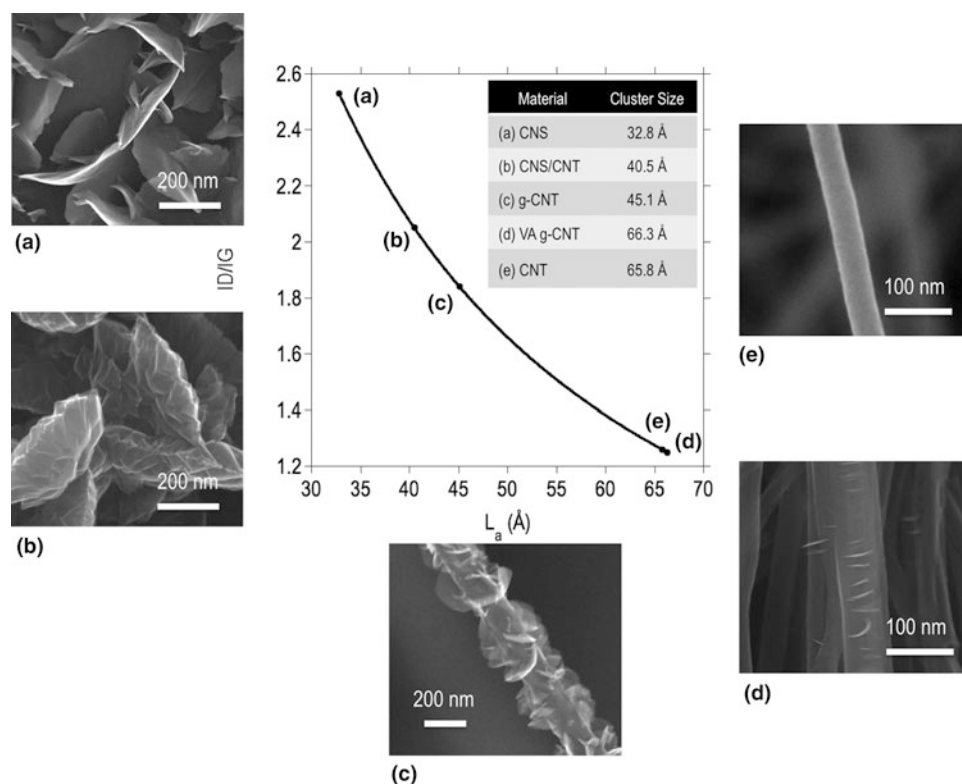 200 nm
(a)
200 nm
(b)
ID/IG
2.6
2.4
2.2
2
1.8
1.6
1.4
1.2
30 35 40 45 50 55 60 65 70
L_a (Å)
(a)
(b)
(c)
(e)
(d)
Material Cluster Size
(a) CNS 32.8 Å
(b) CNS/CNT 40.5 Å
(c) g-CNT 45.1 Å
(d) VA g-CNT 66.3 Å
(e) CNT 65.8 Å
200 nm
(c)
100 nm
(e)
100 nm
(d)